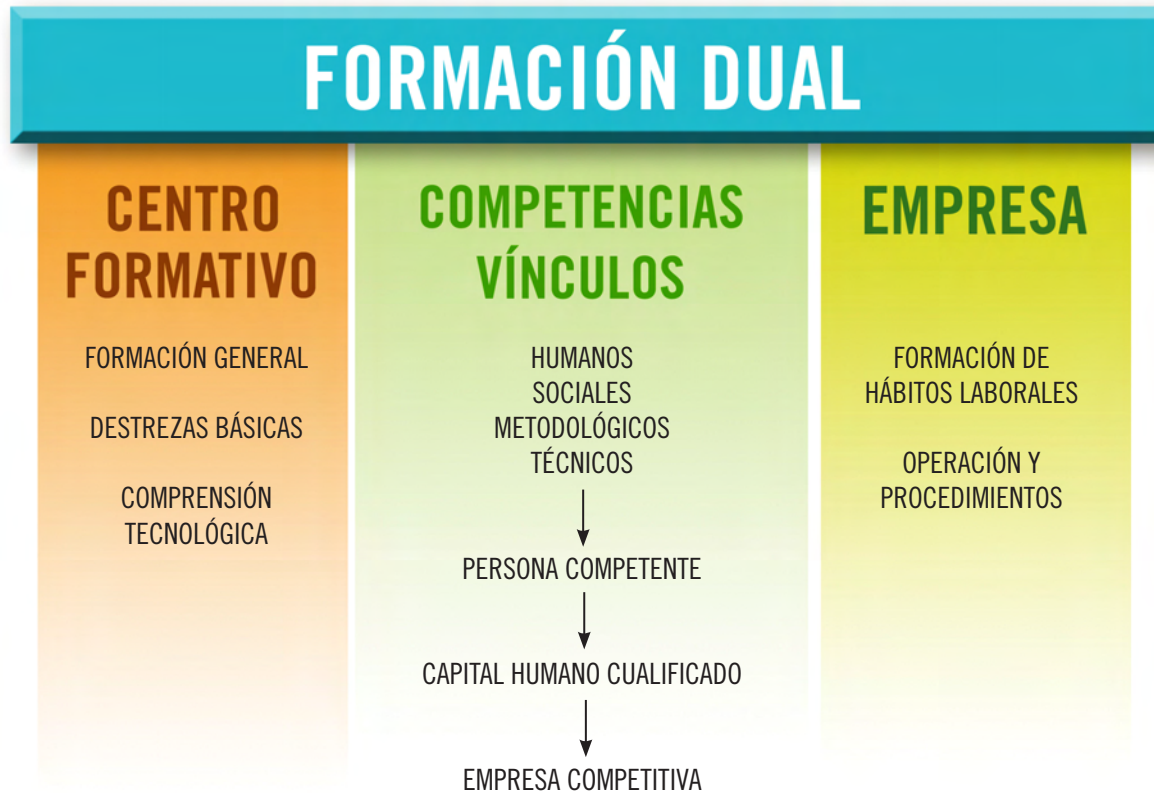 FORMACIÓN DUAL
CENTRO
FORMATIVO
FORMACIÓN GENERAL
DESTREZAS BÁSICAS
COMPRENSIÓN
TECNOLÓGICA
COMPETENCIAS
VÍNCULOS
HUMANOS
SOCIALES
METODOLÓGICOS
TÉCNICOS
PERSONA COMPETENTE
CAPITAL HUMANO CUALIFICADO
EMPRESA COMPETITIVA
EMPRESA
FORMACIÓN DE
HÁBITOS LABORALES
OPERACIÓN Y
PROCEDIMIENTOS